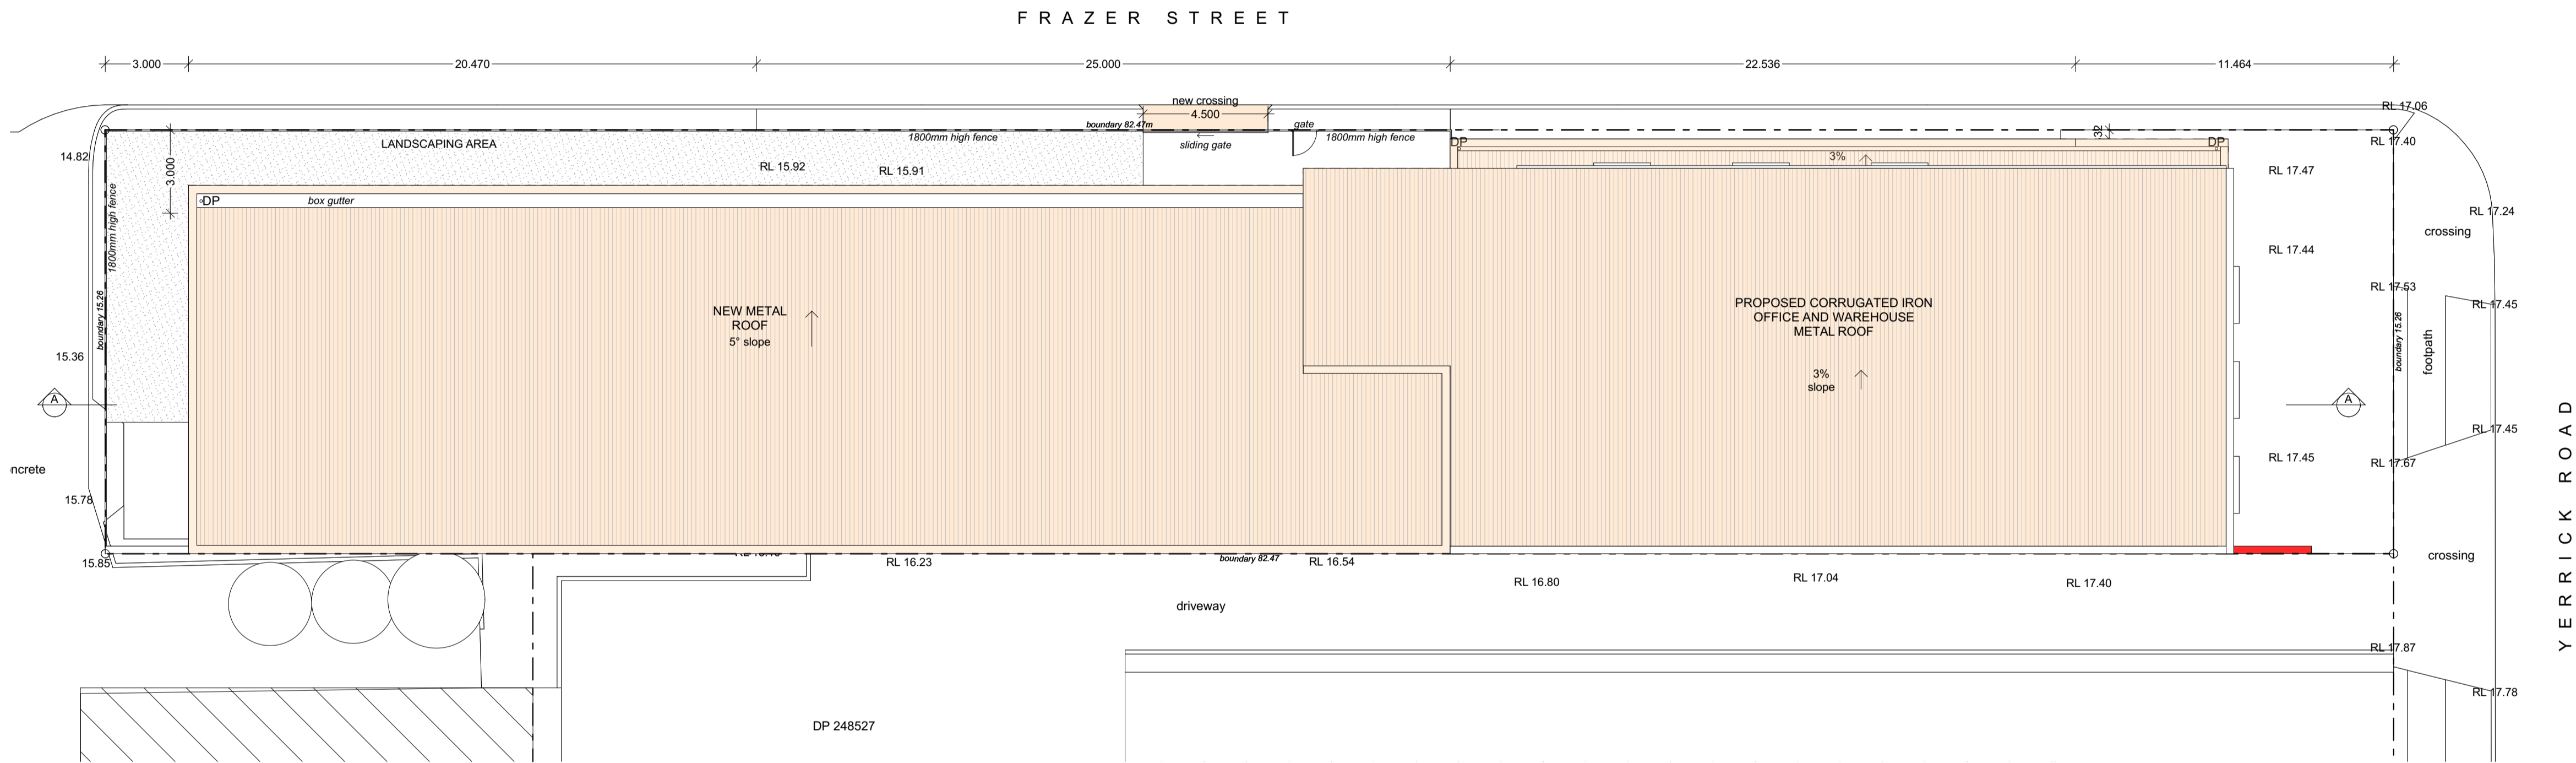 FRAZER STREET
3.000
20.470
25.000
22.536
11.464
new crossing
4.500
RL 17.06
boundary 82.47m
gate
1800mm high fence
1800mm high fence
sliding gate
LANDSCAPING AREA
14.82
3.000
RL 15.92
RL 15.91
DP
3%
DP
32
RL 17.40
RL 17.47
1800mm high fence
DP
box gutter
RL 17.24
crossing
RL 17.44
RL 17.53
RL 17.45
boundary 15.26
NEW METAL
ROOF
5° slope
PROPOSED CORRUGATED IRON
OFFICE AND WAREHOUSE
METAL ROOF
3%
slope
boundary 15.26
footpath
15.36
A
A
RL 17.45
RL 17.45
RL 17.67
YERRICK ROAD
ncrete
15.78
15.85
RL 16.23
boundary 82.47
RL 16.54
RL 16.80
RL 17.04
RL 17.40
crossing
driveway
RL 17.87
RL 17.78
DP 248527